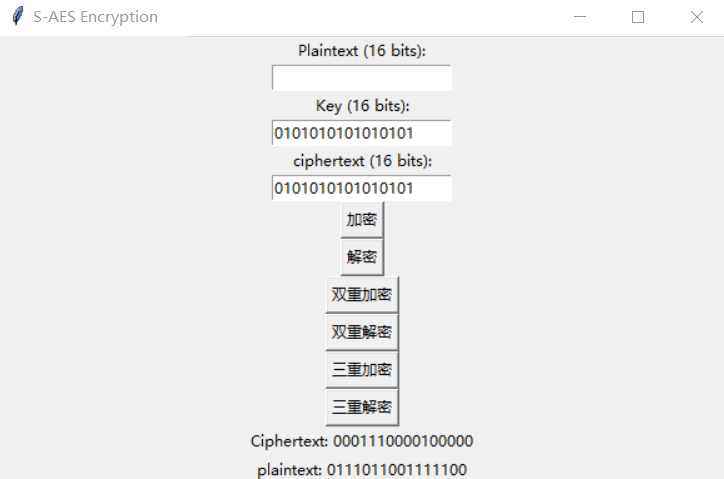 S-AES Encryption
Plaintext (16 bits):
Key (16 bits):
0101010101010101
ciphertext (16 bits):
0101010101010101
加密
解密
双重加密
双重解密
三重加密
三重解密
Ciphertext: 0001110000100000
plaintext: 0111011001111100